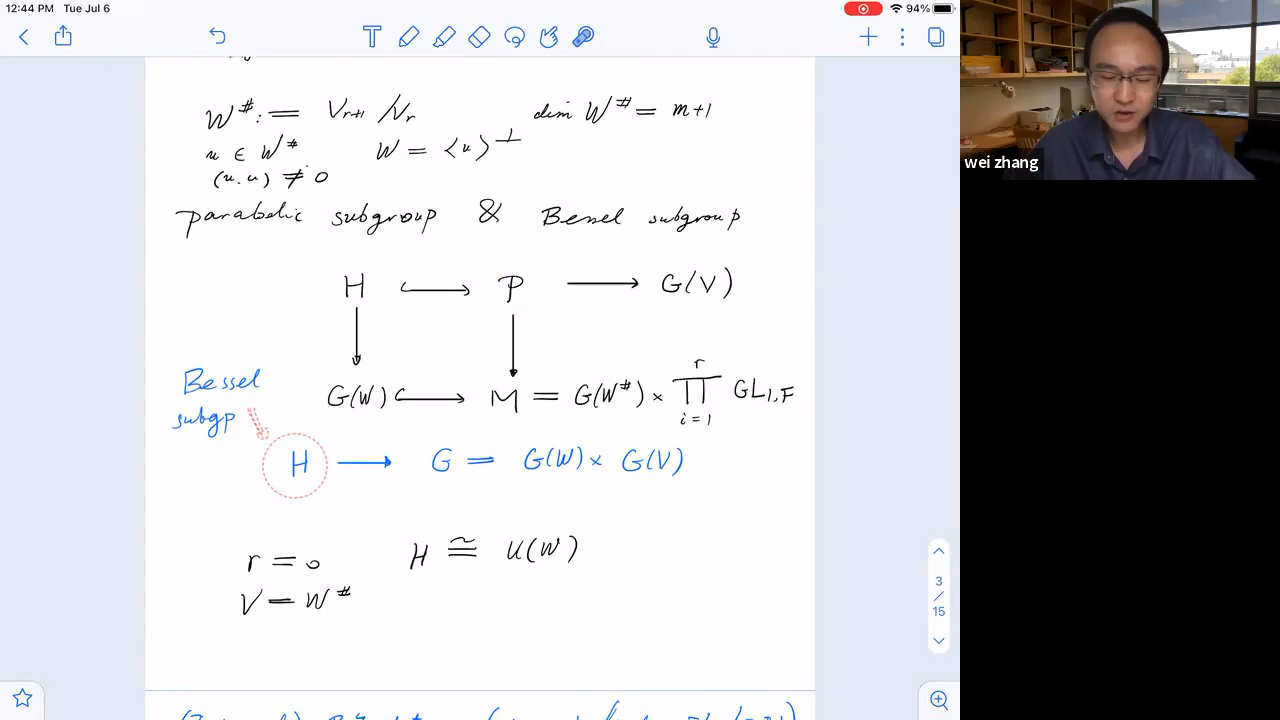 12:44 PM Tue Jul 6
94%
W^# := V_{r+1} / V_r dim W^# = m+1
u ∈ W^# W = ⟨u⟩^⊥
(u.u) ≠ 0
parabolic subgroup & Bessel subgroup
H ↪ P ⟶ G(V)
↓ ↓
G(W) ↪ M = G(W^#) × ∏_{i=1}^{r} GL_{1,F}
Bessel
subgp
H ⟶ G = G(W) × G(V)
r = 0 H ≅ U(W)
V = W^#
3
/
15
wei zhang